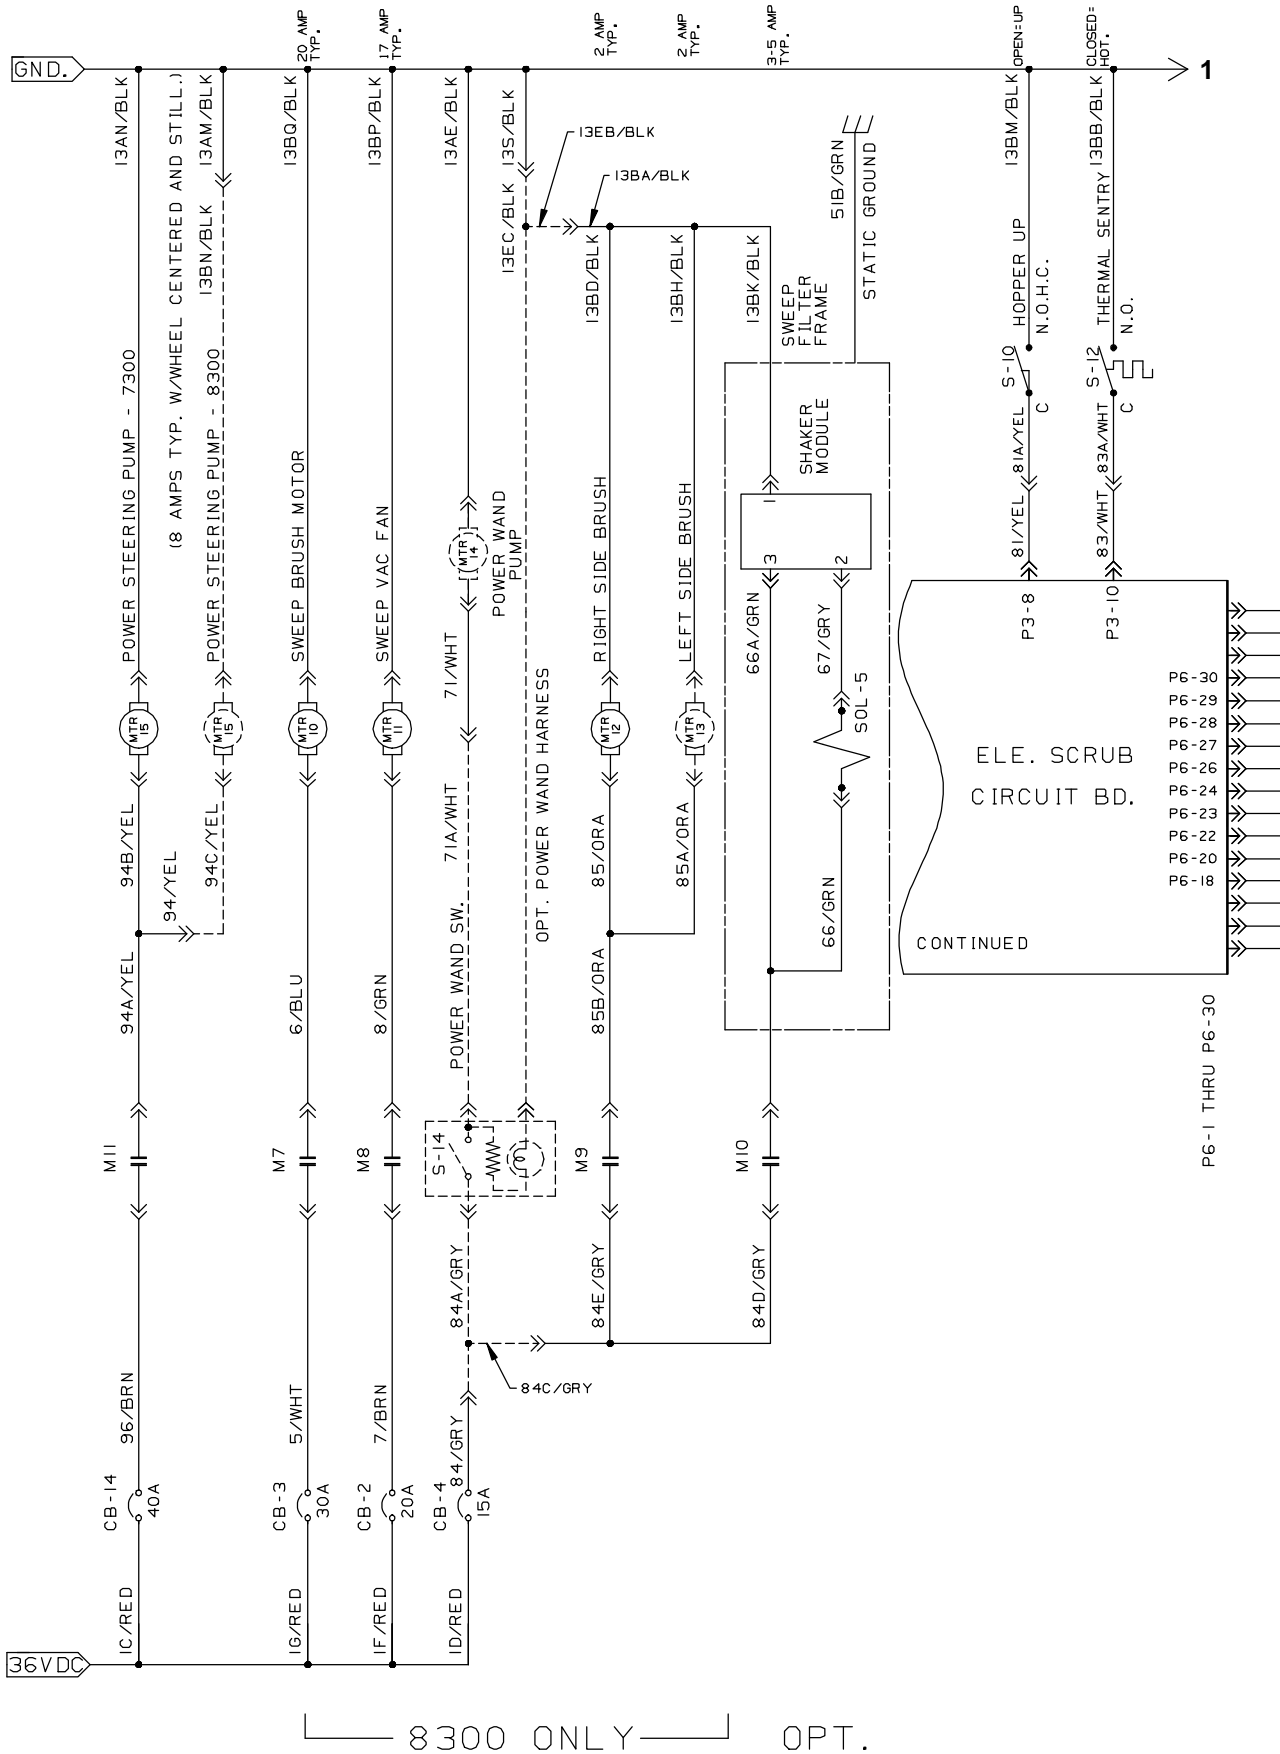 20 AMP
TYP.
17 AMP
TYP.
2 AMP
TYP.
2 AMP
TYP.
3-5 AMP
TYP.
OPEN=UP
CLOSED=
HOT.
GND.
1
13AN/BLK
(8 AMPS TYP. W/WHEEL CENTERED AND STILL.)
13AM/BLK
13BQ/BLK
13BP/BLK
13AE/BLK
13S/BLK
13EB/BLK
13BA/BLK
51B/GRN
STATIC GROUND
13BM/BLK
13BB/BLK
13BN/BLK
13EC/BLK
13BD/BLK
13BH/BLK
13BK/BLK
SWEEP
FILTER
FRAME
HOPPER UP
N.O.H.C.
THERMAL SENTRY
N.O.
S-10
S-12
C
C
POWER STEERING PUMP - 7300
POWER STEERING PUMP - 8300
SWEEP BRUSH MOTOR
SWEEP VAC FAN
MTR
14
POWER WAND
PUMP
RIGHT SIDE BRUSH
LEFT SIDE BRUSH
SHAKER
MODULE
1
3
2
81A/YEL
83A/WHT
81/YEL
83/WHT
P3-8
P3-10
66A/GRN
67/GRY
SOL-5
71/WHT
MTR
15
MTR
15
MTR
10
MTR
11
MTR
12
MTR
13
OPT. POWER WAND HARNESS
P6-30
P6-29
P6-28
P6-27
P6-26
P6-24
P6-23
P6-22
P6-20
P6-18
ELE. SCRUB
CIRCUIT BD.
CONTINUED
P6-1 THRU P6-30
94B/YEL
94/YEL
94C/YEL
71A/WHT
85/ORA
85A/ORA
66/GRN
94A/YEL
6/BLU
8/GRN
POWER WAND SW.
85B/ORA
M11
M7
M8
S-14
M9
M10
84A/GRY
84E/GRY
84D/GRY
84C/GRY
96/BRN
5/WHT
7/BRN
84/GRY
CB-14
40A
CB-3
30A
CB-2
20A
CB-4
15A
1C/RED
1G/RED
1F/RED
1D/RED
36VDC
8300 ONLY
OPT.